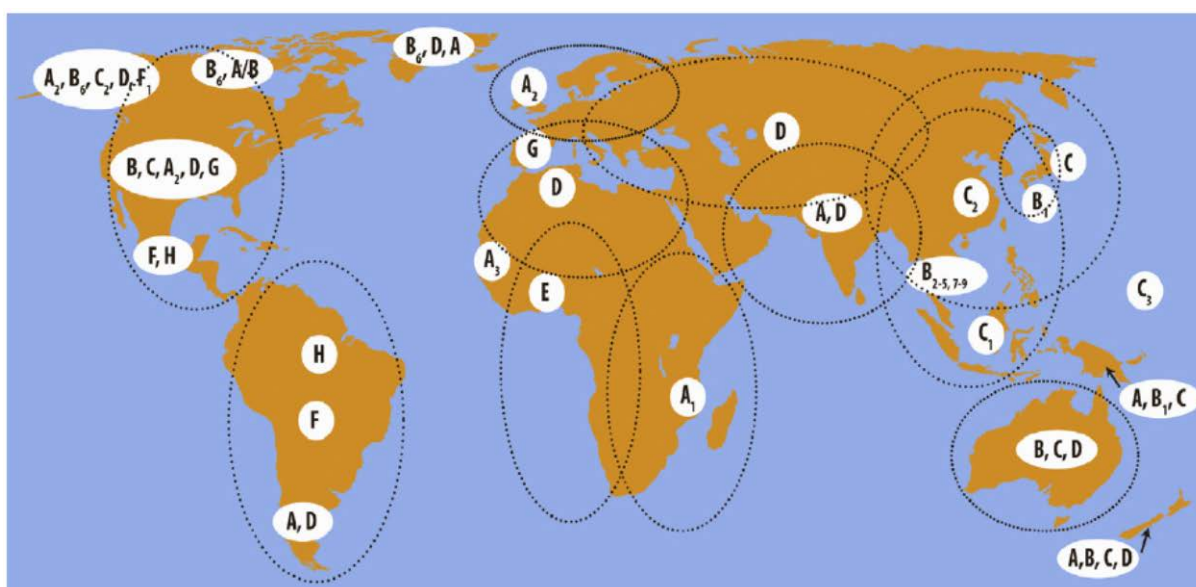 B₆, D, A
A₂, B₆, C₂, D, F₁
B₆, A/B
A₂
D
G
C
B, C, A₂, D, G
D
C₂
B₁
A, D
F, H
A₃
E
B₂₋₅, ₇₋₉
C₃
C₁
H
A₁
A, B₁, C
F
B, C, D
A, D
A,B, C, D